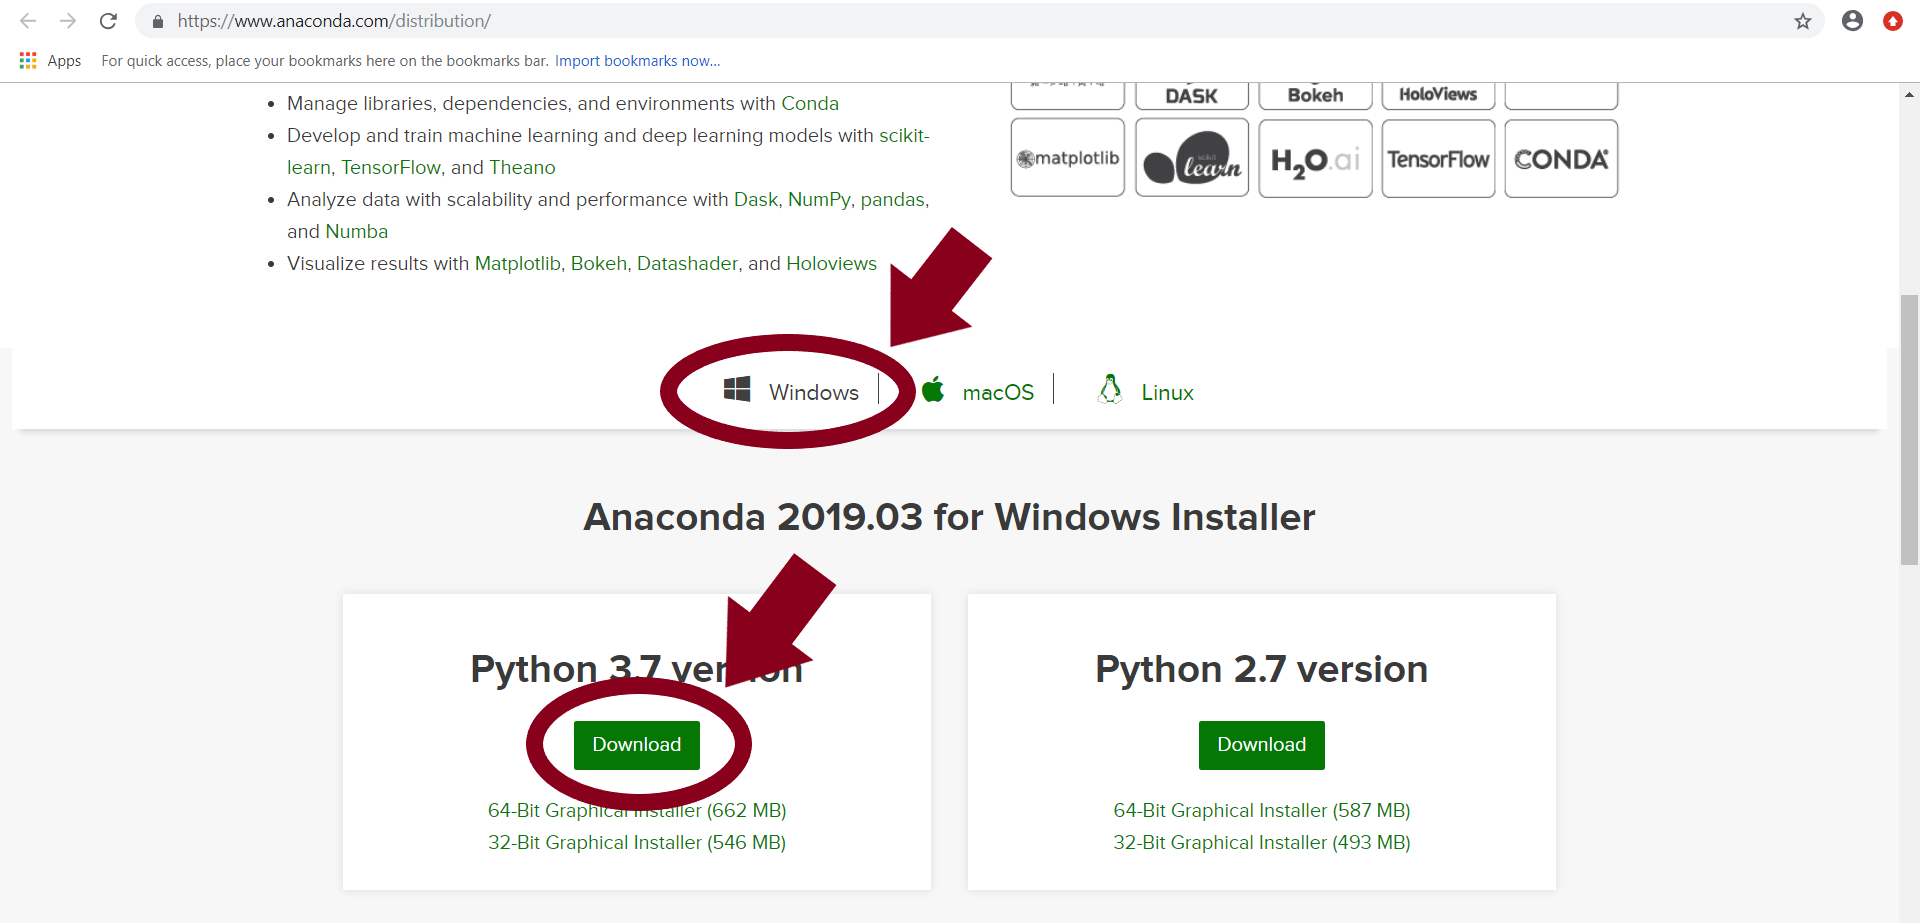 https://www.anaconda.com/distribution/
Apps For quick access, place your bookmarks here on the bookmarks bar. Import bookmarks now...
Manage libraries, dependencies, and environments with Conda
Develop and train machine learning and deep learning models with scikit-
learn, TensorFlow, and Theano
Analyze data with scalability and performance with Dask, NumPy, pandas,
and Numba
Visualize results with Matplotlib, Bokeh, Datashader, and Holoviews
DASK Bokeh HoloViews
matplotlib scikit learn H2O.ai TensorFlow CONDA
Windows macOS Linux
Anaconda 2019.03 for Windows Installer
Python 3.7 version
Download
64-Bit Graphical Installer (662 MB)
32-Bit Graphical Installer (546 MB)
Python 2.7 version
Download
64-Bit Graphical Installer (587 MB)
32-Bit Graphical Installer (493 MB)